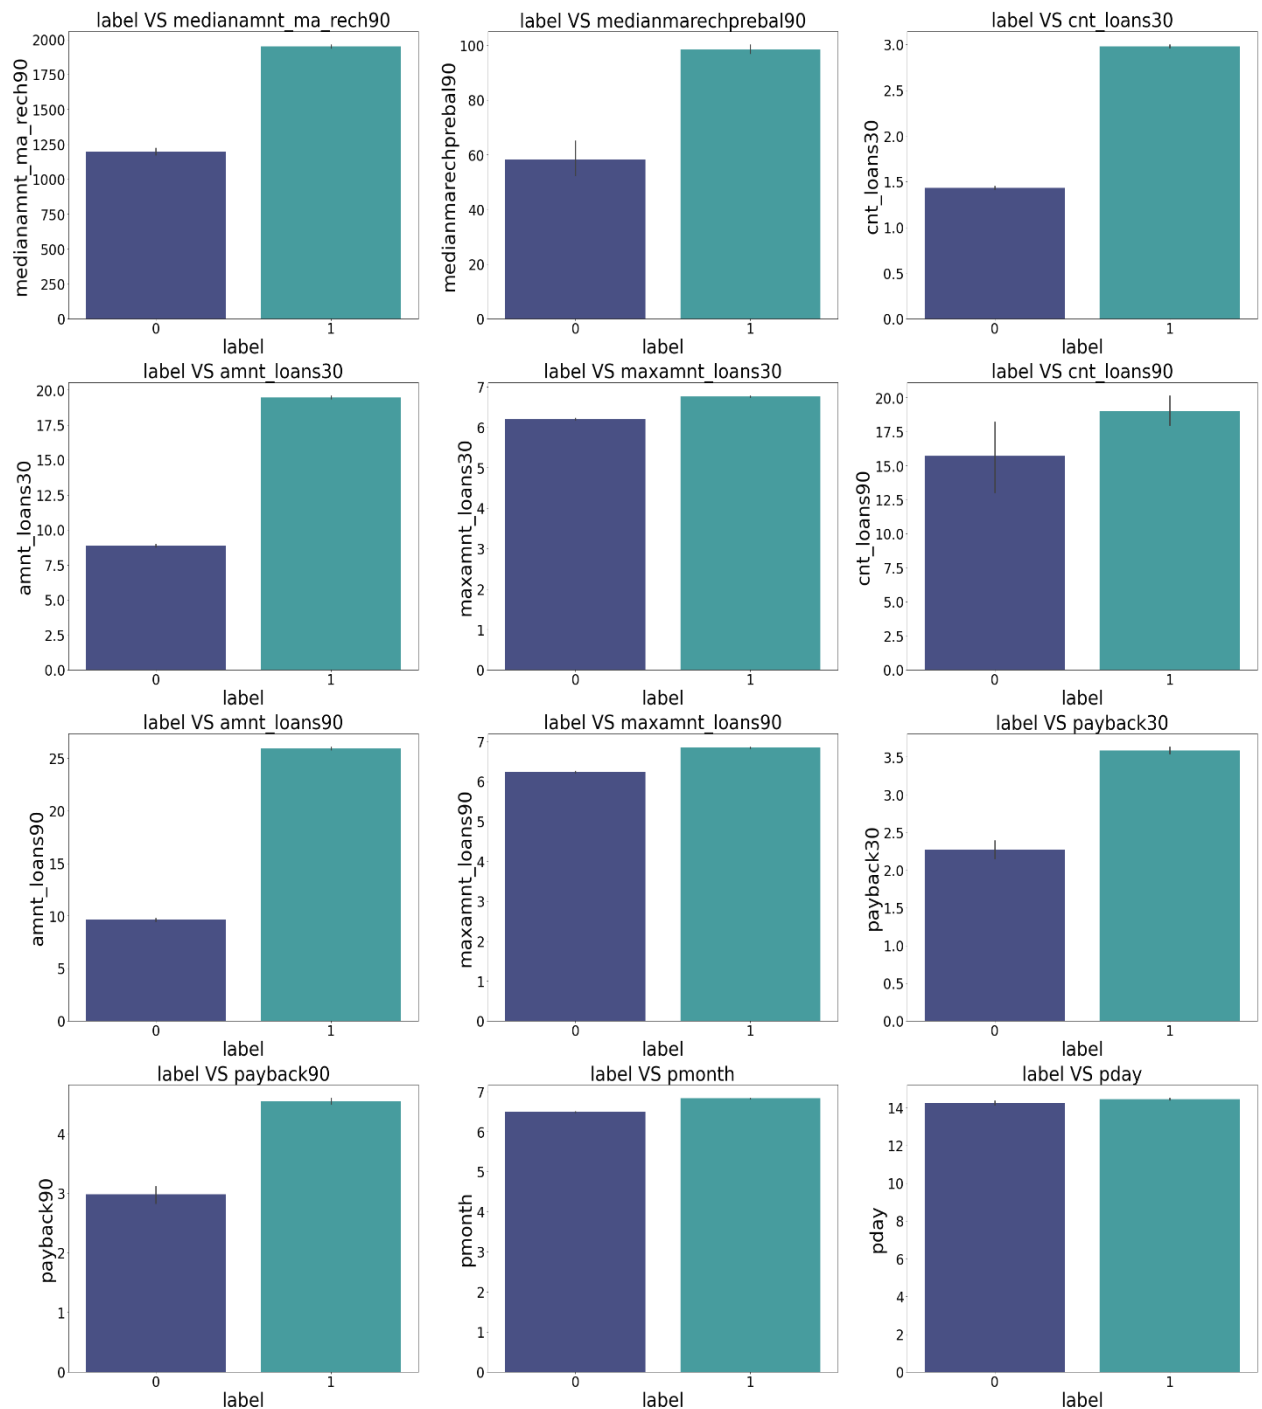 label VS medianamnt_ma_rech90
medianamnt_ma_rech90
2000
1750
1500
1250
1000
750
500
250
0
0 1
label
label VS medianmarechprebal90
medianmarechprebal90
100
80
60
40
20
0
0 1
label
label VS cnt_loans30
cnt_loans30
3.0
2.5
2.0
1.5
1.0
0.5
0.0
0 1
label
label VS amnt_loans30
amnt_loans30
20.0
17.5
15.0
12.5
10.0
7.5
5.0
2.5
0.0
0 1
label
label VS maxamnt_loans30
maxamnt_loans30
7
6
5
4
3
2
1
0
0 1
label
label VS cnt_loans90
cnt_loans90
20.0
17.5
15.0
12.5
10.0
7.5
5.0
2.5
0.0
0 1
label
label VS amnt_loans90
amnt_loans90
25
20
15
10
5
0
0 1
label
label VS maxamnt_loans90
maxamnt_loans90
7
6
5
4
3
2
1
0
0 1
label
label VS payback30
payback30
3.5
3.0
2.5
2.0
1.5
1.0
0.5
0.0
0 1
label
label VS payback90
payback90
4
3
2
1
0
0 1
label
label VS pmonth
pmonth
7
6
5
4
3
2
1
0
0 1
label
label VS pday
pday
14
12
10
8
6
4
2
0
0 1
label